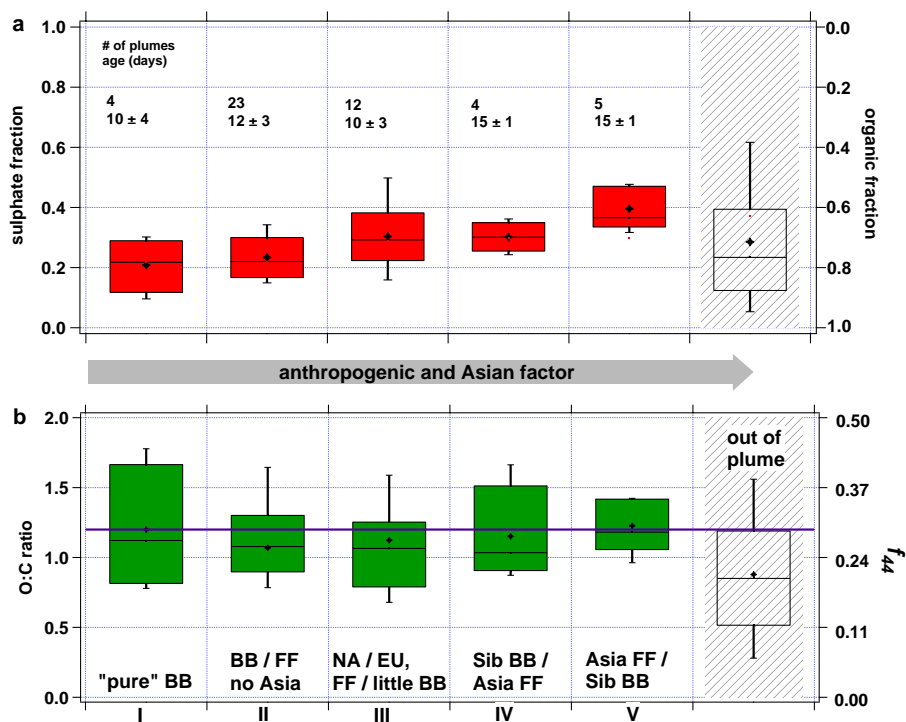 a
1.0
0.8
0.6
0.4
0.2
0.0
sulphate fraction
# of plumes
age (days)
4
10 ± 4
23
12 ± 3
12
10 ± 3
4
15 ± 1
5
15 ± 1
0.0
0.2
0.4
0.6
0.8
1.0
organic fraction
anthropogenic and Asian factor
b
2.0
1.5
1.0
0.5
0.0
O:C ratio
out of
plume
"pure" BB
BB / FF
no Asia
NA / EU,
FF / little BB
Sib BB /
Asia FF
Asia FF /
Sib BB
0.50
0.37
0.24
0.11
0.00
f44
I
II
III
IV
V